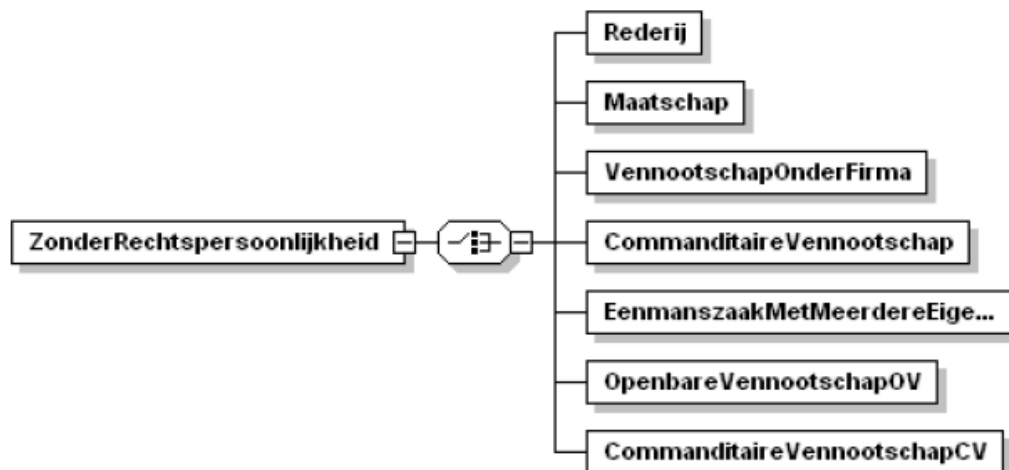 Rederij
Maatschap
VennootschapOnderFirma
ZonderRechtspersoonlijkheid
CommanditaireVennootschap
EenmanszaakMetMeerdereEige...
OpenbareVennootschapOV
CommanditaireVennootschapCV